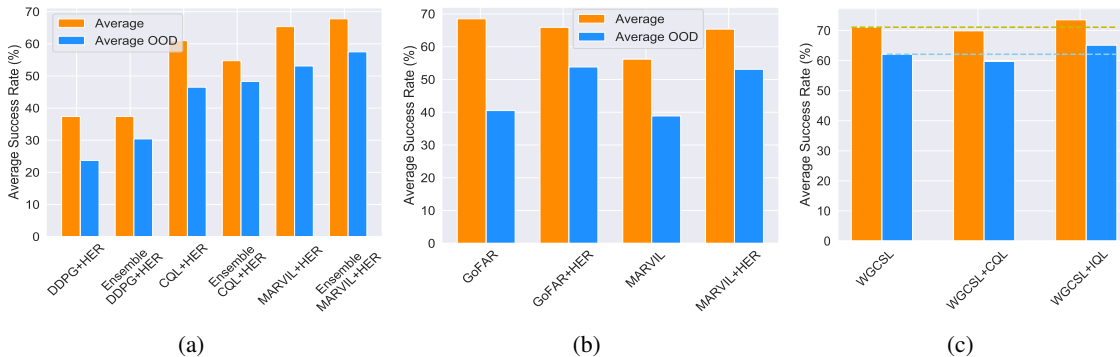 Average Success Rate (%)
70
60
50
40
30
20
10
0
Average
Average OOD
DDPG+HER
Ensemble
DDPG+HER
CQL+HER
Ensemble
CQL+HER
MARVIL+HER
Ensemble
MARVIL+HER
(a)
Average Success Rate (%)
70
60
50
40
30
20
10
0
Average
Average OOD
GoFAR
GoFAR+HER
MARVIL
MARVIL+HER
(b)
Average Success Rate (%)
70
60
50
40
30
20
10
0
WGCSL
WGCSL+CQL
WGCSL+IQL
(c)